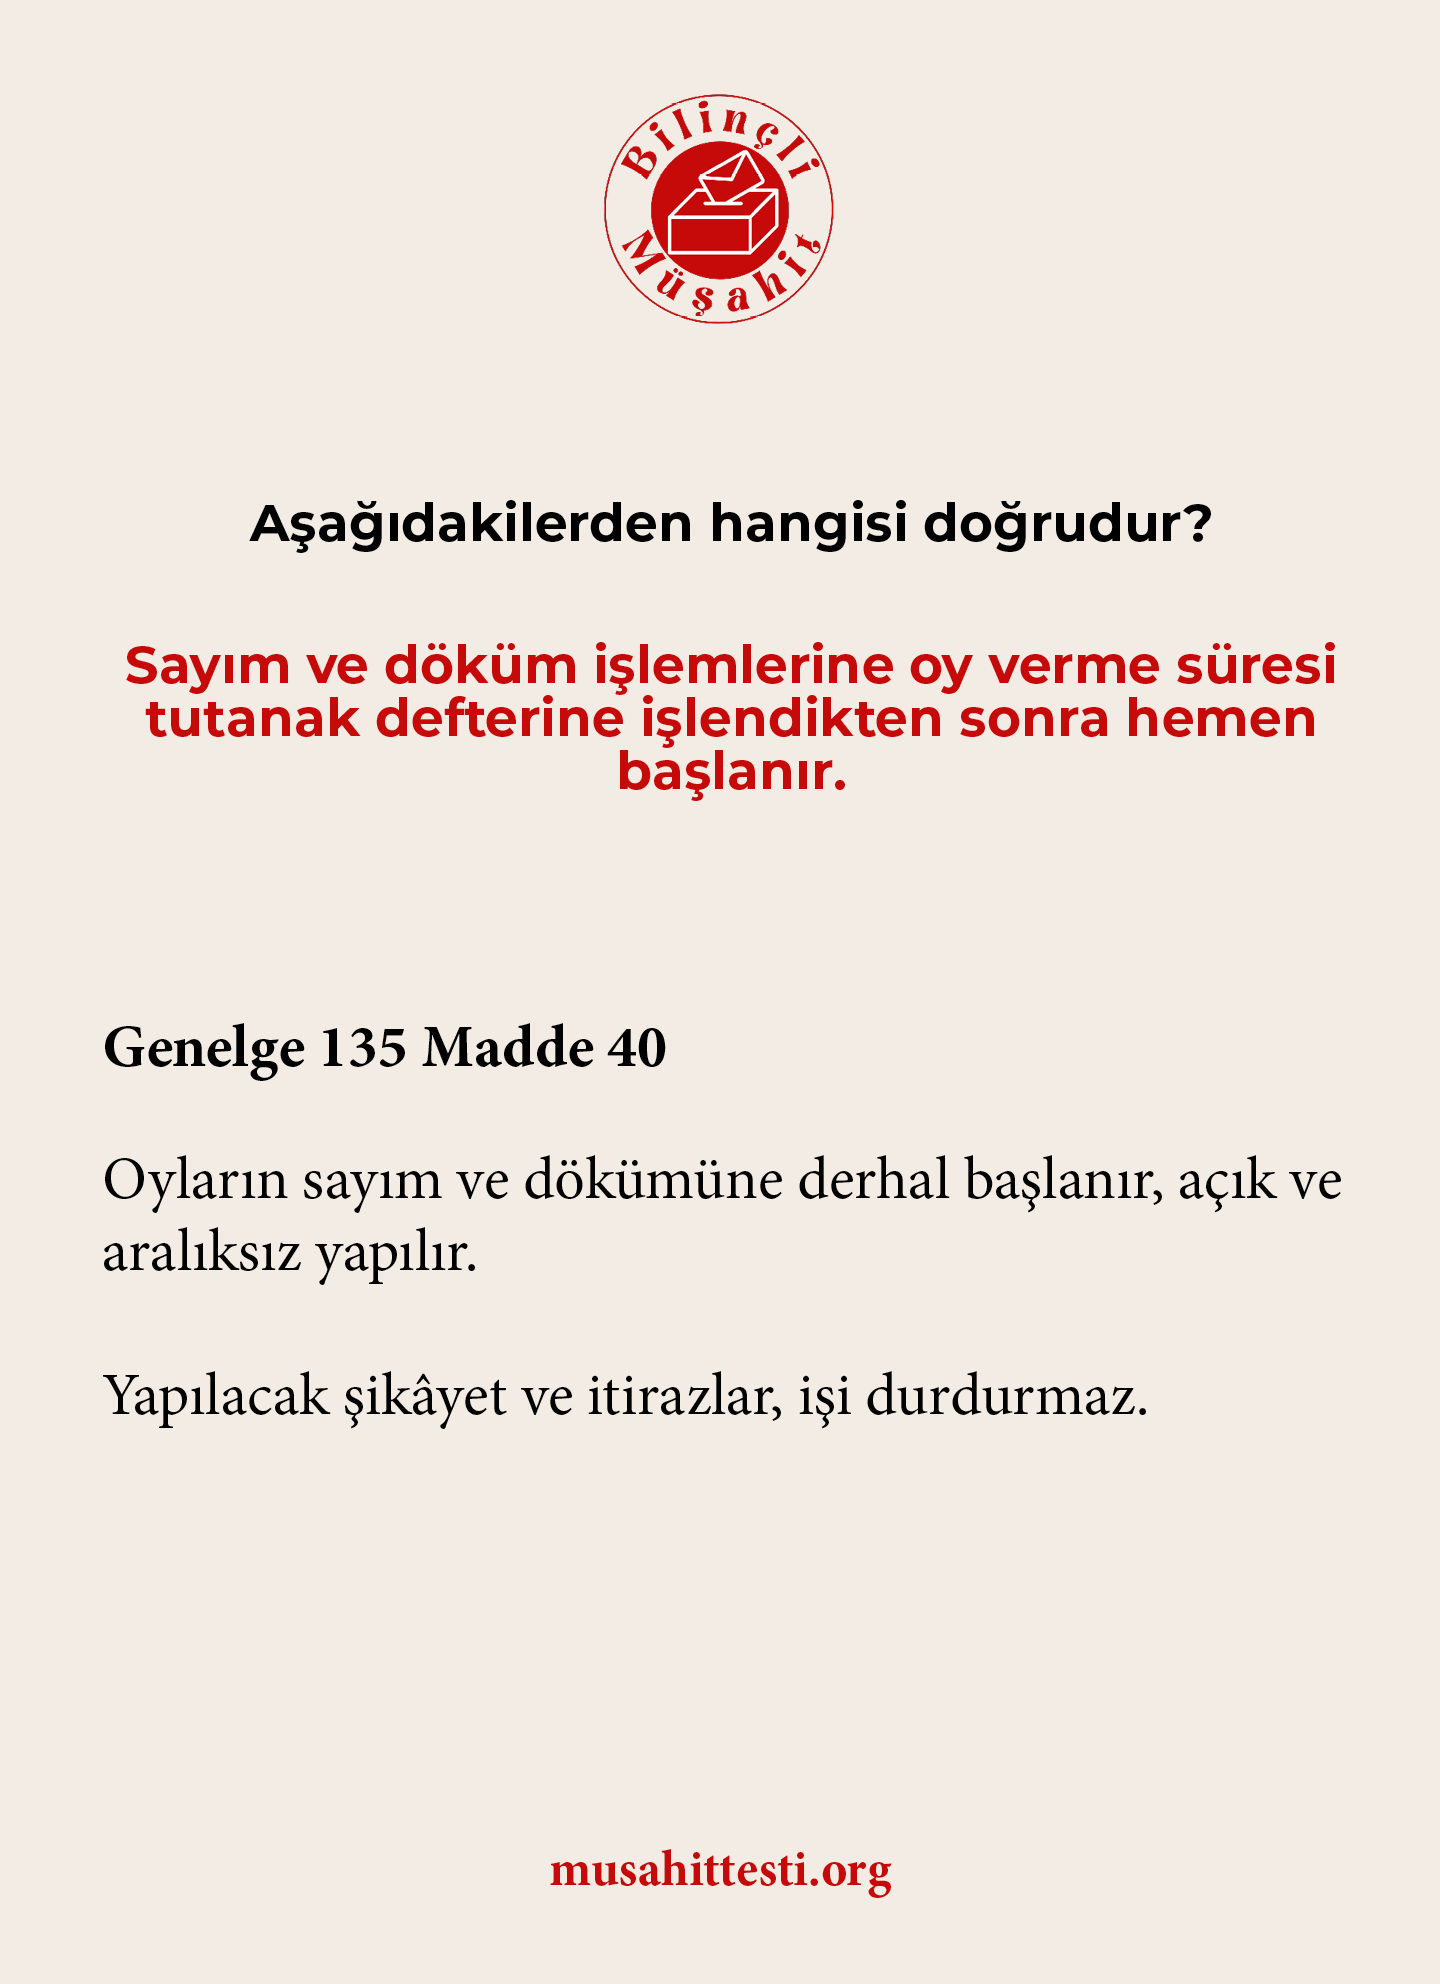 Bilinçli
Müşahit
Aşağıdakilerden hangisi doğrudur?
Sayım ve döküm işlemlerine oy verme süresi
tutanak defterine işlendikten sonra hemen
başlanır.
Genelge 135 Madde 40
Oyların sayım ve dökümüne derhal başlanır, açık ve
aralıksız yapılır.
Yapılacak şikâyet ve itirazlar, işi durdurmaz.
musahittesti.org